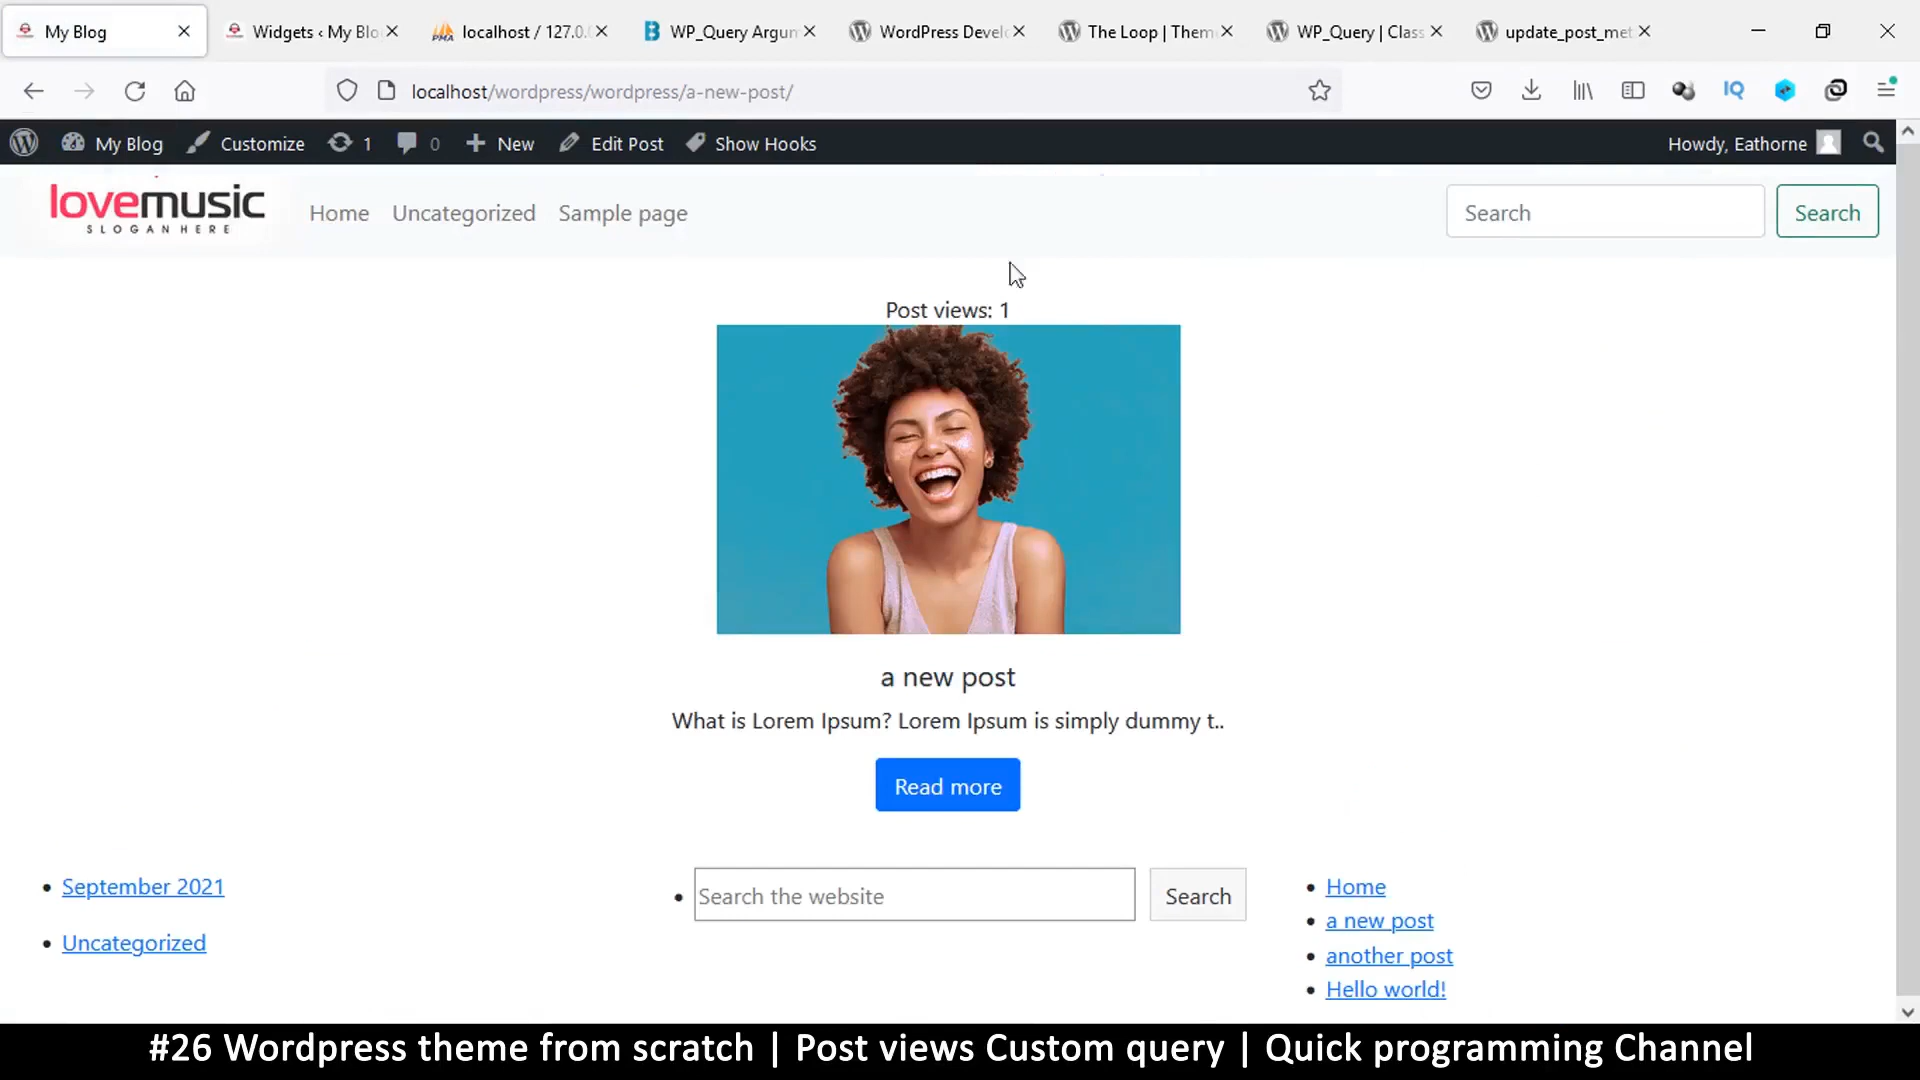 My Blog
Widgets ‹ My Blo
localhost / 127.0.
WP_Query Argun
WordPress Devel
The Loop | Them
WP_Query | Class
update_post_met
localhost/wordpress/wordpress/a-new-post/
IQ
My Blog
Customize
1
0
New
Edit Post
Show Hooks
Howdy, Eathorne
lovemusic
SLOGAN HERE
Home
Uncategorized
Sample page
Search
Search
Post views: 1
a new post
What is Lorem Ipsum? Lorem Ipsum is simply dummy t..
Read more
September 2021
Uncategorized
Search the website
Search
Home
a new post
another post
Hello world!
#26 Wordpress theme from scratch | Post views Custom query | Quick programming Channel